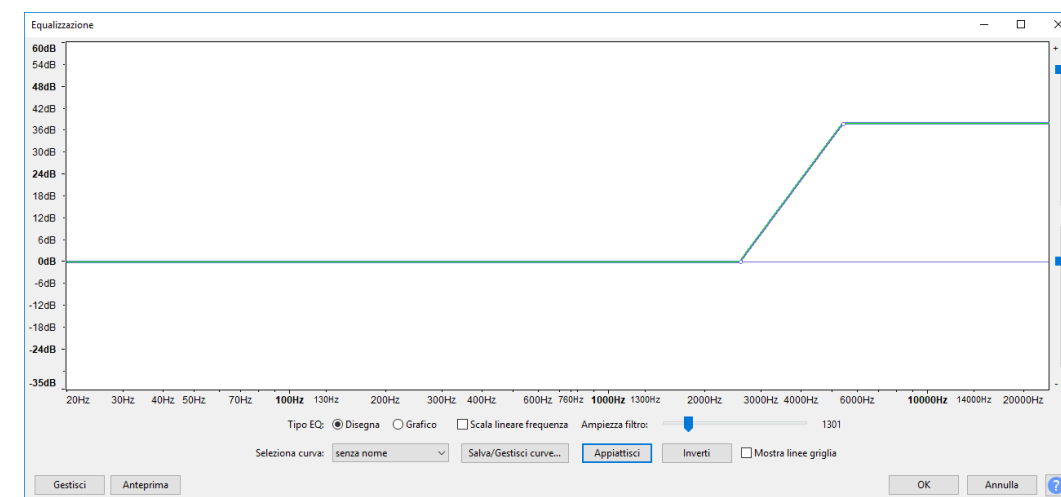 Equalizzazione
60dB
54dB
48dB
42dB
36dB
30dB
24dB
18dB
12dB
6dB
0dB
-6dB
-12dB
-18dB
-24dB
-35dB
20Hz 30Hz 40Hz 50Hz 70Hz 100Hz 130Hz 200Hz 300Hz 400Hz 600Hz 760Hz 1000Hz 1300Hz 2000Hz 3000Hz 4000Hz 6000Hz 10000Hz 14000Hz 20000Hz
Tipo EQ: Disegna Grafico Scala lineare frequenza Ampiezza filtro: 1301
Seleziona curva: senza nome Salva/Gestisci curve... Appiattisci Inverti Mostra linee griglia
Gestisci Anteprima OK Annulla ?
+
-